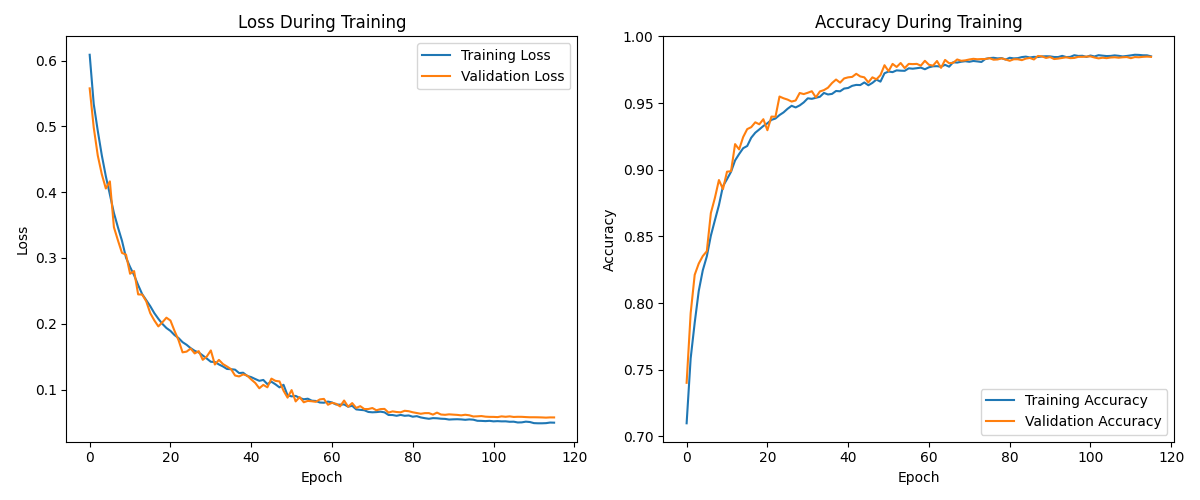 Loss During Training
Training Loss
Validation Loss
0.6
0.5
0.4
0.3
0.2
0.1
Loss
0 20 40 60 80 100 120
Epoch
Accuracy During Training
1.00
0.95
0.90
0.85
0.80
0.75
0.70
Accuracy
Training Accuracy
Validation Accuracy
0 20 40 60 80 100 120
Epoch